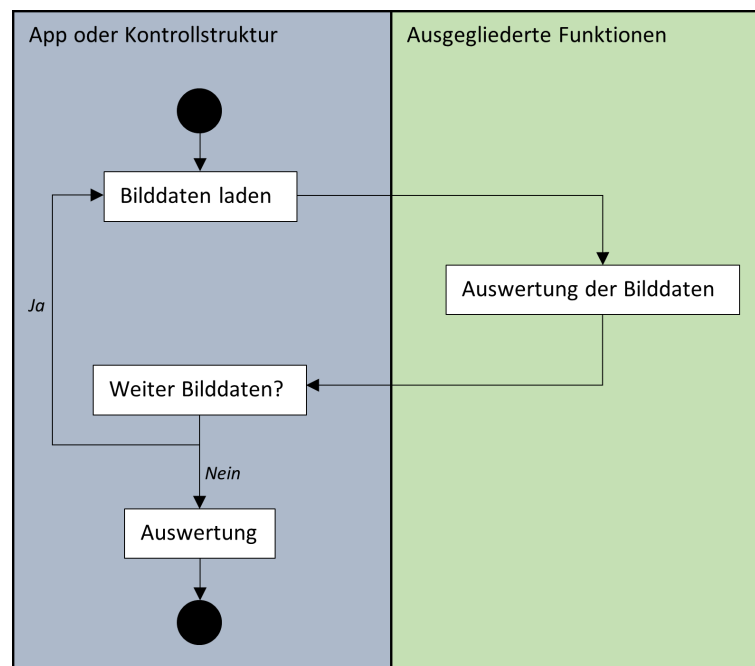 App oder Kontrollstruktur
Ausgegliederte Funktionen
Bilddaten laden
Auswertung der Bilddaten
Ja
Weiter Bilddaten?
Nein
Auswertung